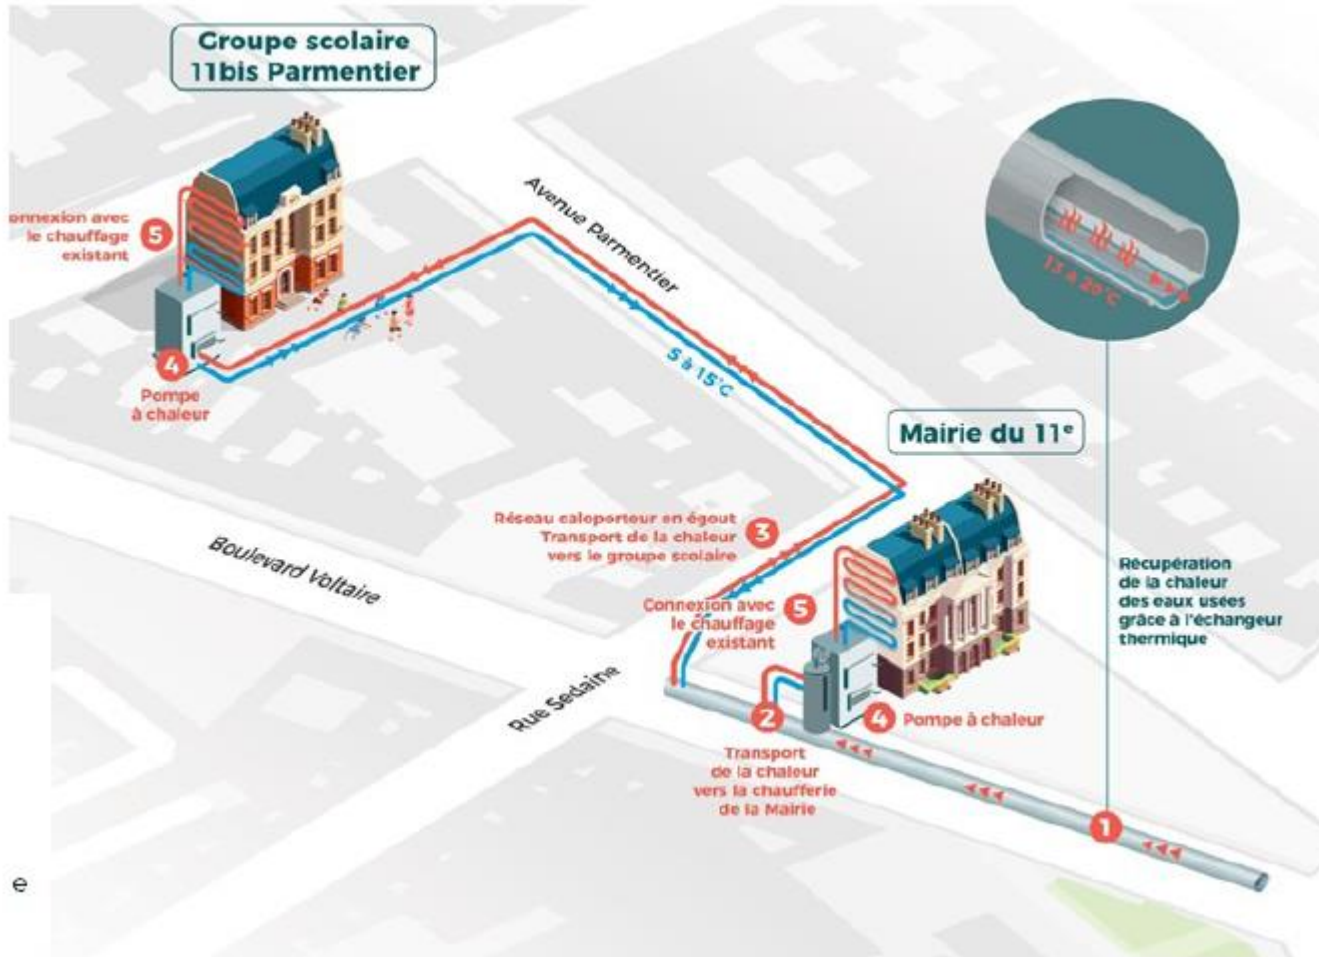 Groupe scolaire
11bis Parmentier
Avenue Parmentier
onnexion avec
le chauffage
existant
5
4
Pompe
à chaleur
5 à 15°C
13 à 20°C
Mairie du 11e
Réseau caloporteur en égout
Transport de la chaleur
vers le groupe scolaire
3
Boulevard Voltaire
Connexion avec
le chauffage
existant
5
Récupération
de la chaleur
des eaux usées
grâce à l'échangeur
thermique
Rue Sedaine
2
4 Pompe à chaleur
Transport
de la chaleur
vers la chaufferie
de la Mairie
1
e